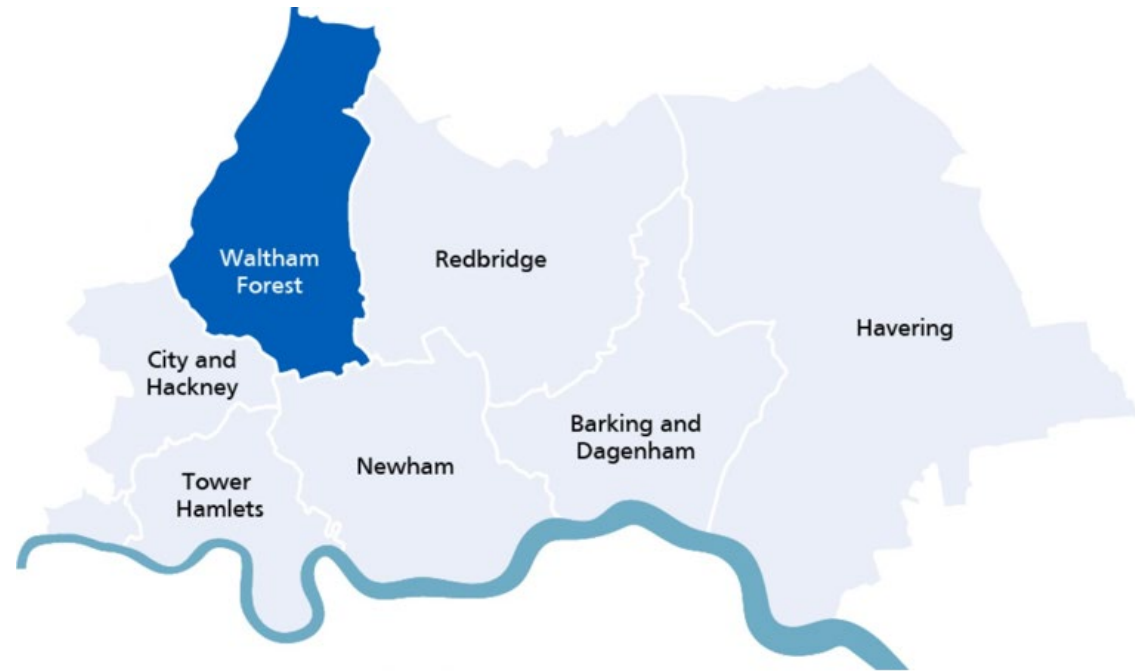 Waltham
Forest
Redbridge
Havering
City and
Hackney
Barking and
Dagenham
Newham
Tower
Hamlets